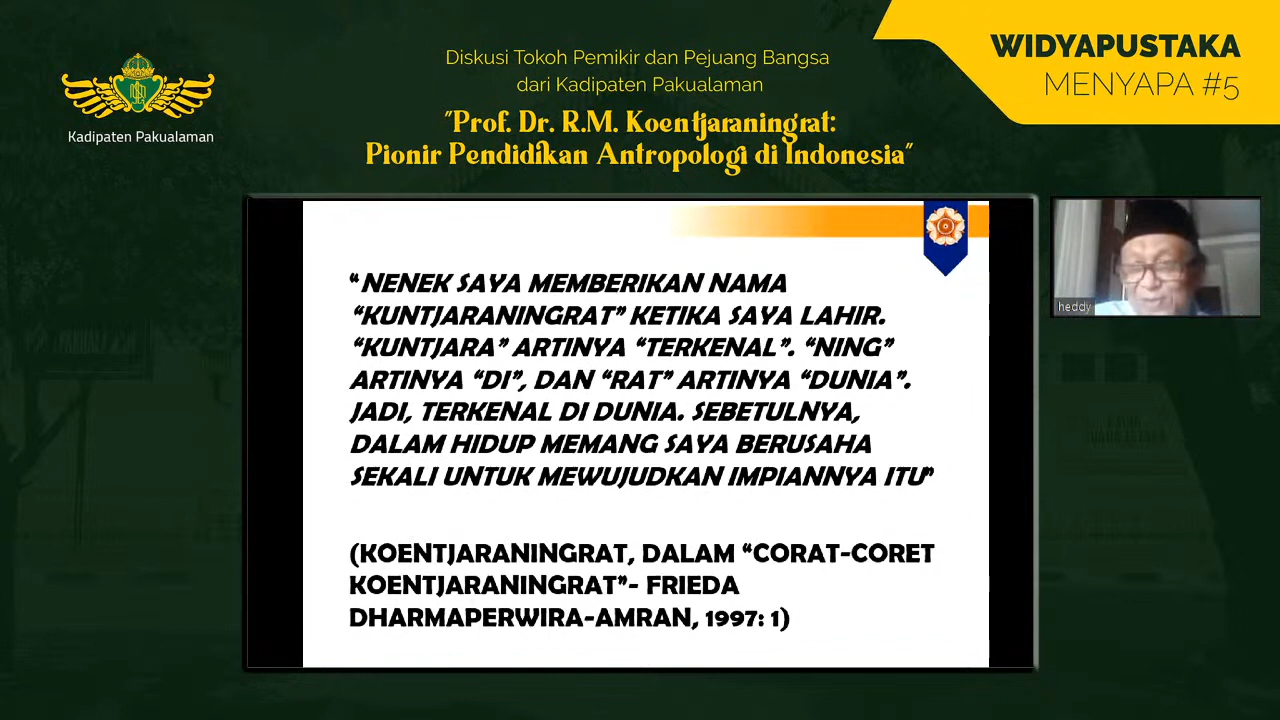 Diskusi Tokoh Pemikir dan Pejuang Bangsa
dari Kadipaten Pakualaman
"Prof. Dr. R.M. Koentjaraningrat:
Pionir Pendidikan Antropologi di Indonesia"
WIDYAPUSTAKA
MENYAPA #5
Kadipaten Pakualaman
“NENEK SAYA MEMBERIKAN NAMA
“KUNTJARANINGRAT” KETIKA SAYA LAHIR.
“KUNTJARA” ARTINYA “TERKENAL”. “NING”
ARTINYA “DI”, DAN “RAT” ARTINYA “DUNIA”.
JADI, TERKENAL DI DUNIA. SEBETULNYA,
DALAM HIDUP MEMANG SAYA BERUSAHA
SEKALI UNTUK MEWUJUDKAN IMPIANNYA ITU”
(KOENTJARANINGRAT, DALAM “CORAT-CORET
KOENTJARANINGRAT”- FRIEDA
DHARMAPERWIRA-AMRAN, 1997: 1)
heddy